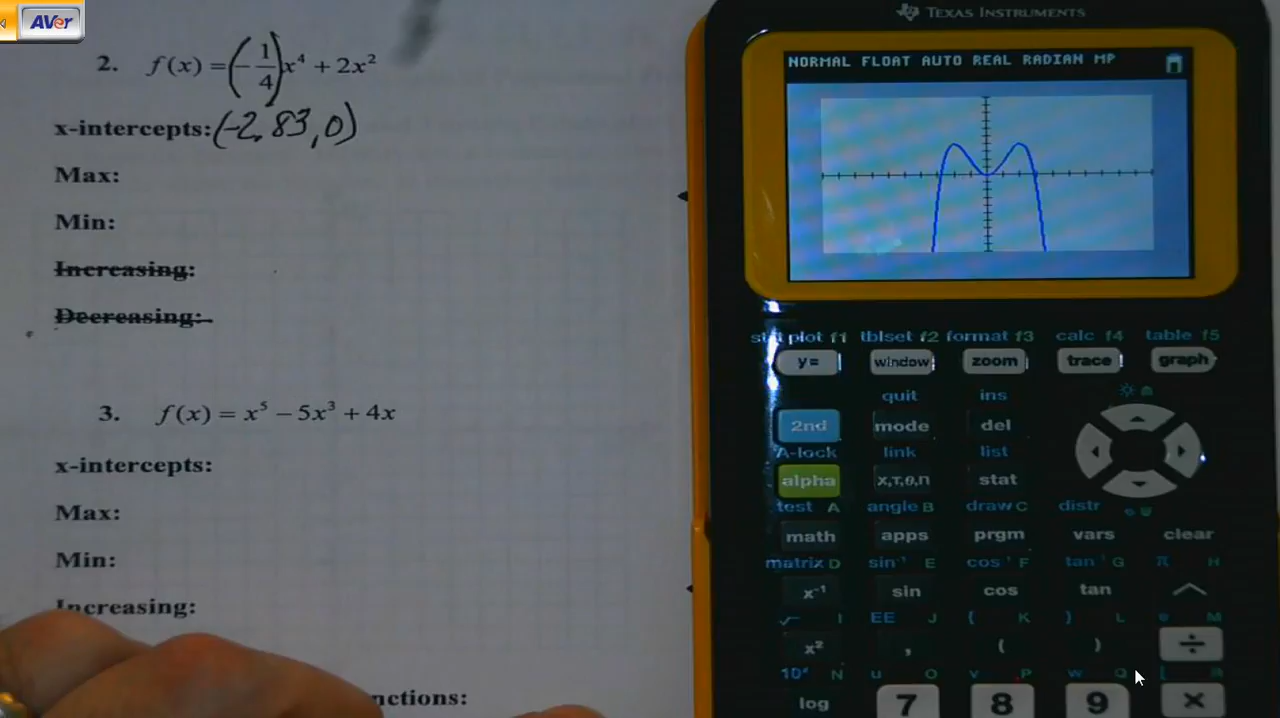 AVer
2. f(x) = (-1/4)x⁴ + 2x²
x-intercepts: (-2.83, 0)
Max:
Min:
Increasing:
Decreasing:
3. f(x) = x⁵ − 5x³ + 4x
x-intercepts:
Max:
Min:
Increasing:
nctions:
TEXAS INSTRUMENTS
NORMAL FLOAT AUTO REAL RADIAN MP
stat plot f1 tblset f2 format f3 calc f4 table f5
y= window zoom trace graph
quit ins
2nd mode del
A-lock link list
alpha X,T,θ,n stat
test A angle B draw C distr
math apps prgm vars clear
matrix D sin⁻¹ E cos⁻¹ F tan⁻¹ G π H
x⁻¹ sin cos tan ^
√ I EE J { K } L e M
x² , ( ) ÷
10ˣ N u O v P w Q [
log 7 8 9 ×